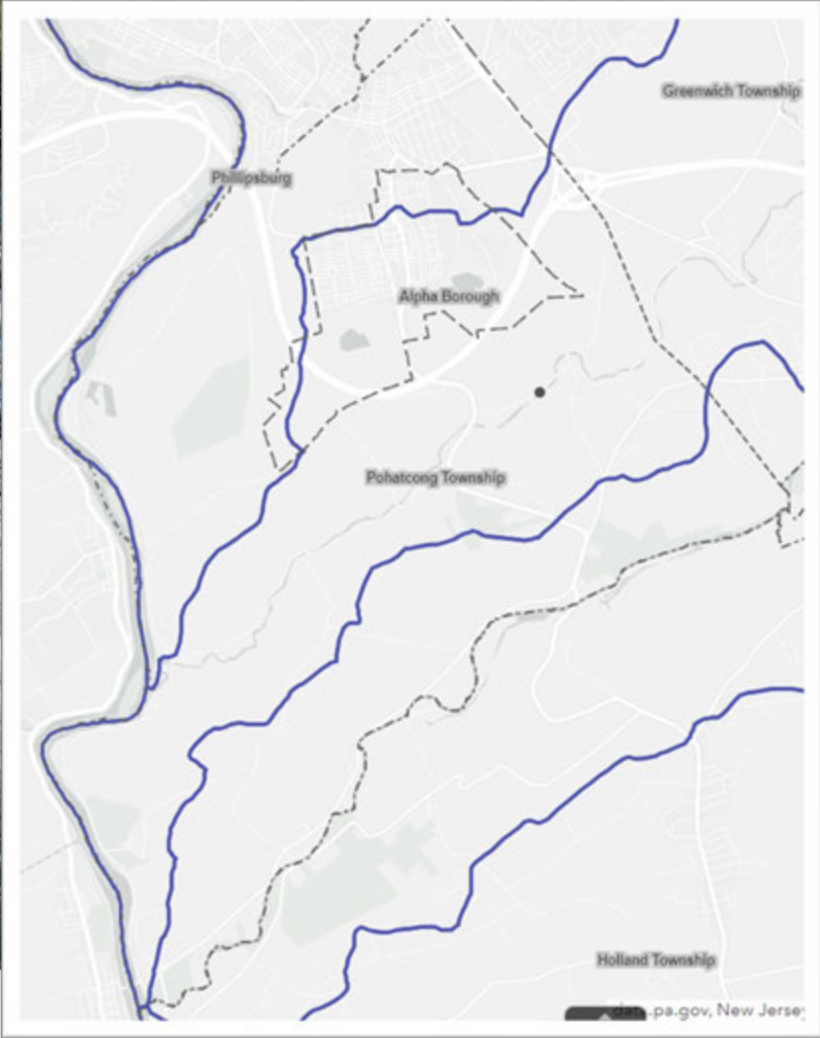 Greenwich Township
Phillipsburg
Alpha Borough
Pohatcong Township
Holland Township
.pa.gov, New Jersey